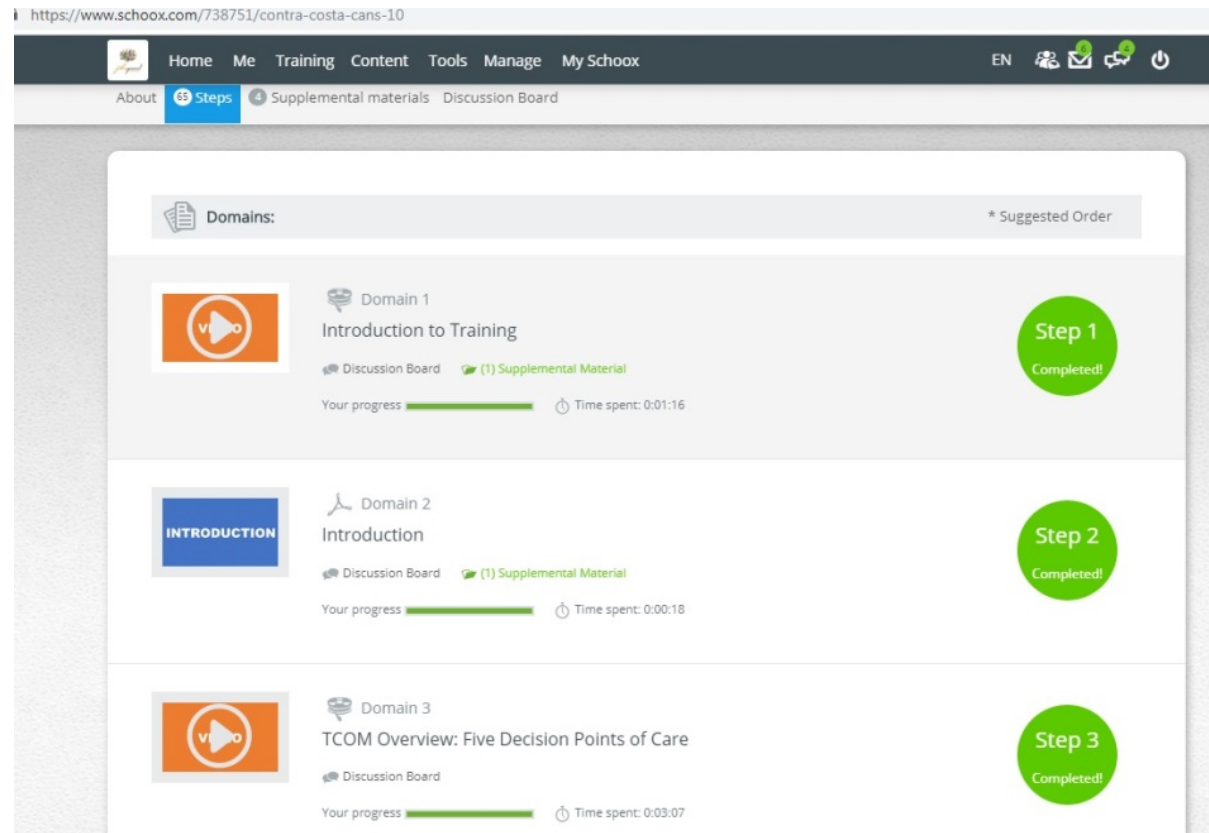 https://www.schoox.com/738751/contra-costa-cans-10
Home Me Training Content Tools Manage My Schoox EN 6 4
About 65 Steps 4 Supplemental materials Discussion Board
Domains: * Suggested Order
Domain 1
Introduction to Training
Discussion Board (1) Supplemental Material
Your progress Time spent: 0:01:16
Step 1
Completed!
INTRODUCTION
Domain 2
Introduction
Discussion Board (1) Supplemental Material
Your progress Time spent: 0:00:18
Step 2
Completed!
Domain 3
TCOM Overview: Five Decision Points of Care
Discussion Board
Your progress Time spent: 0:03:07
Step 3
Completed!